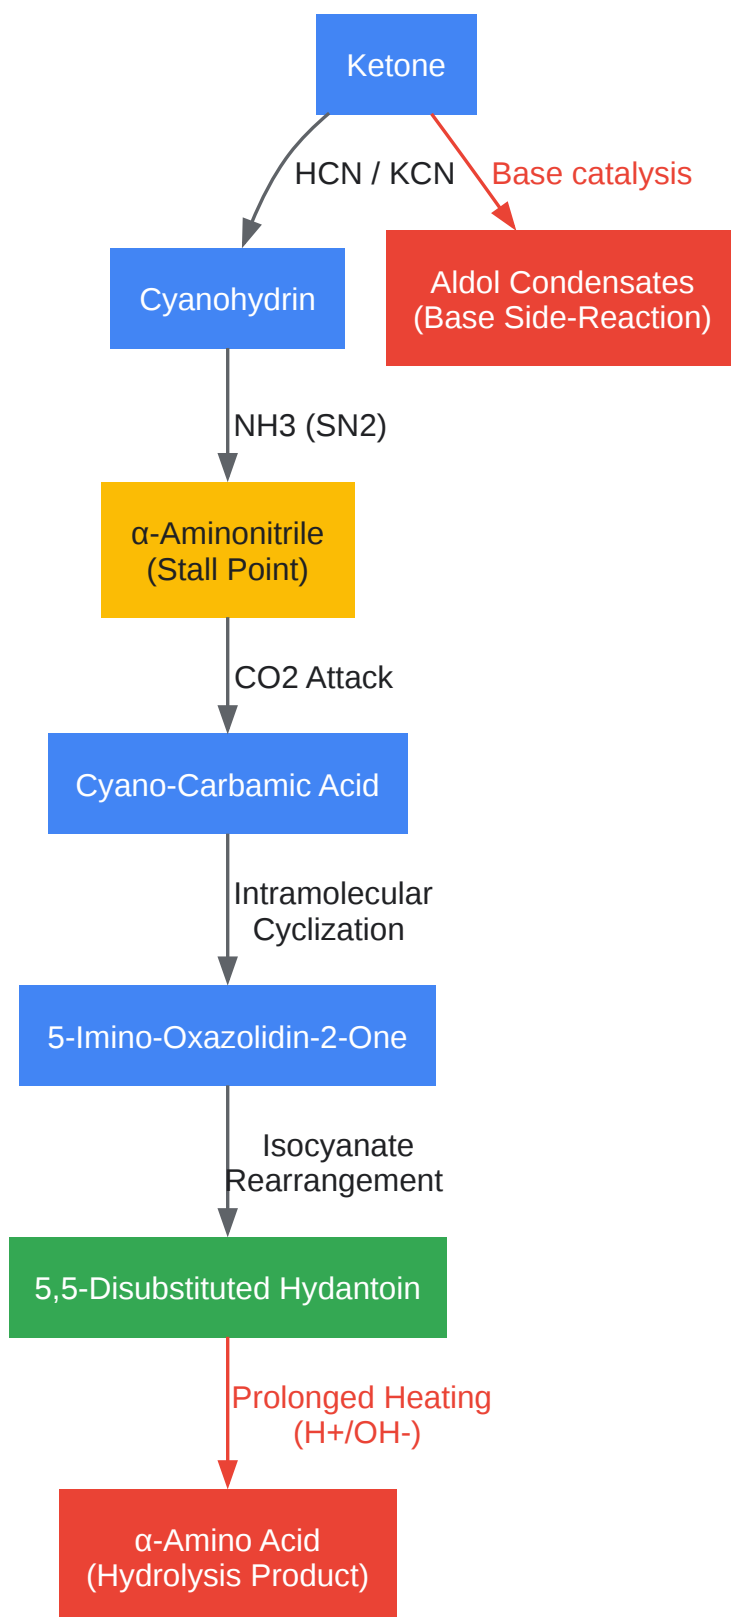 Ketone
HCN / KCN
Base catalysis
Cyanohydrin
Aldol Condensates
(Base Side-Reaction)
NH3 (SN2)
α-Aminonitrile
(Stall Point)
CO2 Attack
Cyano-Carbamic Acid
Intramolecular
Cyclization
5-Imino-Oxazolidin-2-One
Isocyanate
Rearrangement
5,5-Disubstituted Hydantoin
Prolonged Heating
(H+/OH-)
α-Amino Acid
(Hydrolysis Product)